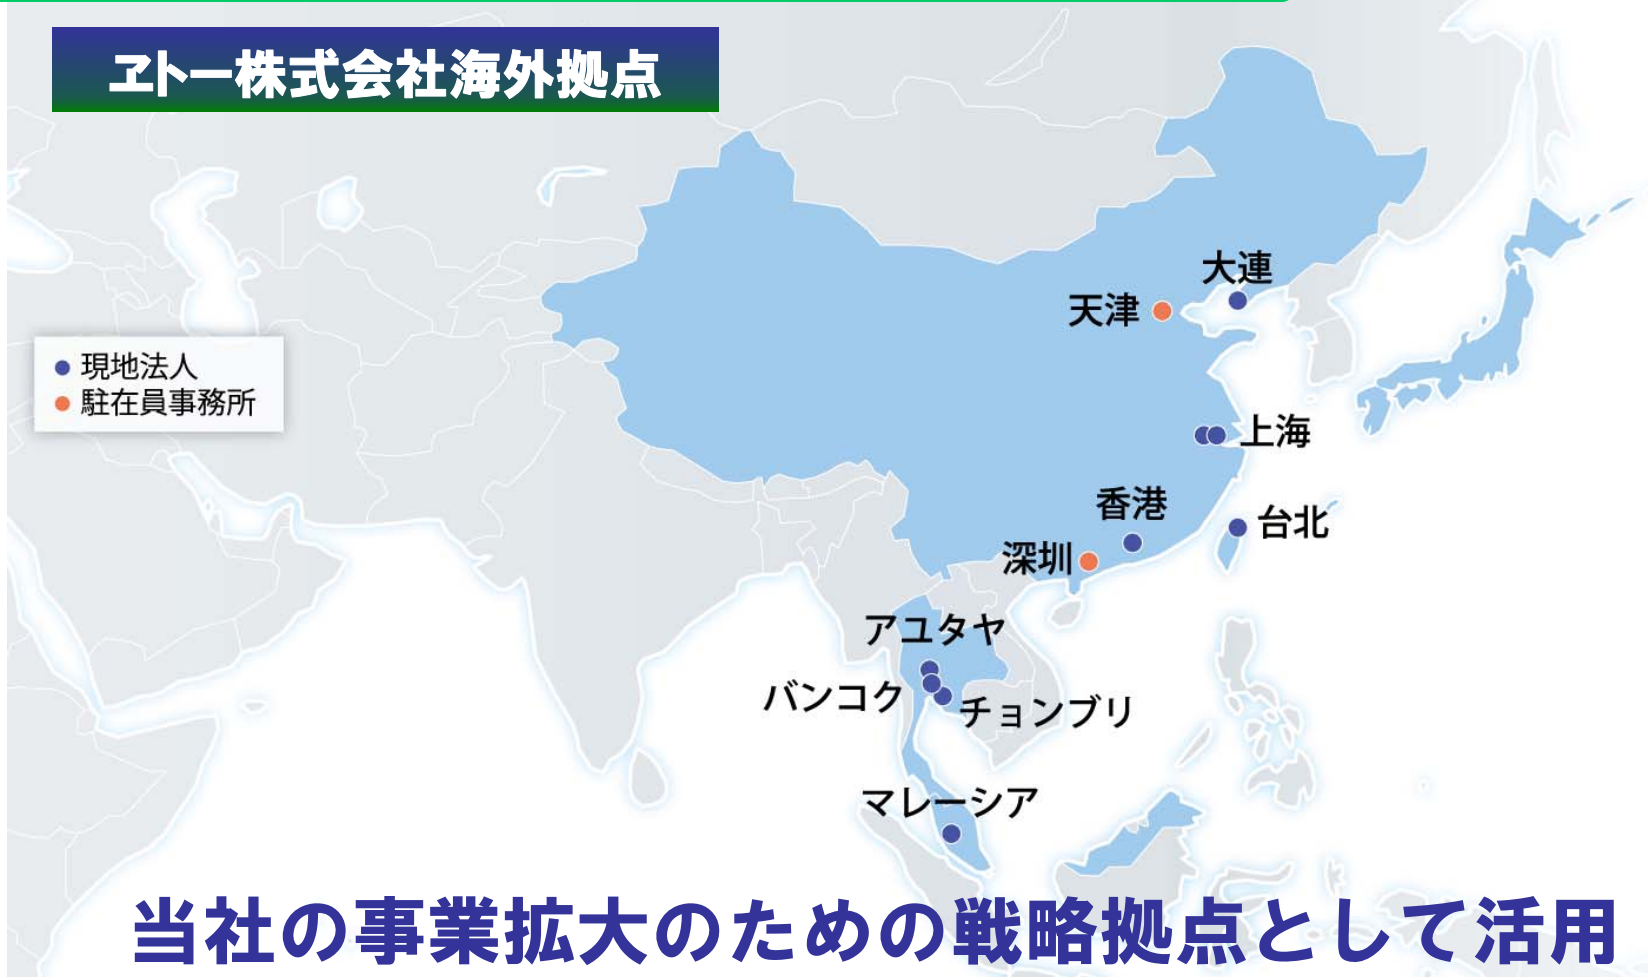 ヱトー株式会社海外拠点
大連
天津
現地法人
駐在員事務所
上海
香港
台北
深圳
アユタヤ
バンコク
チョンブリ
マレーシア
当社の事業拡大のための戦略拠点として活用